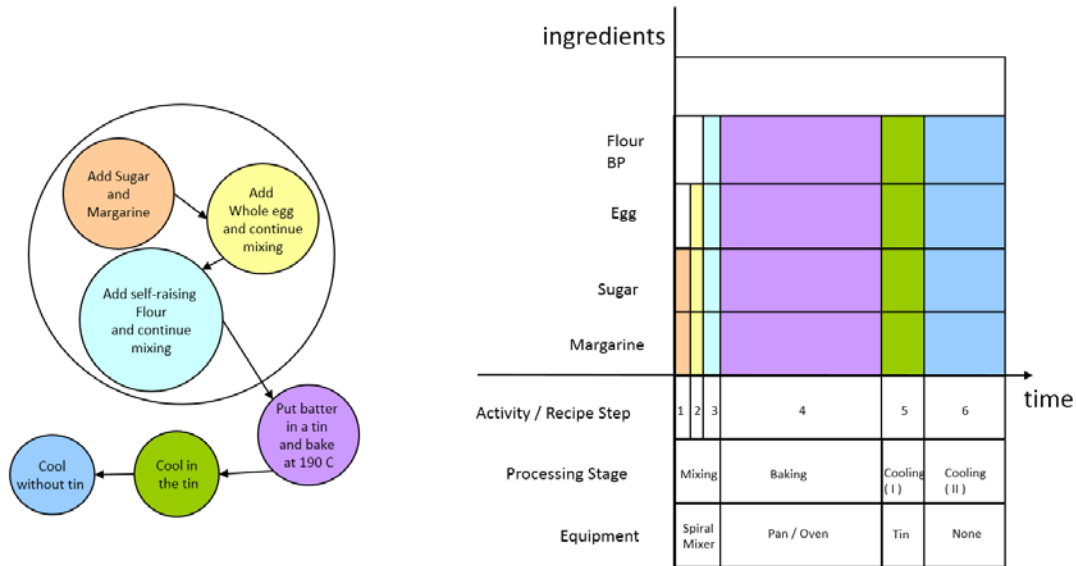 Add Sugar
and
Margarine
Add
Whole egg
and continue
mixing
Add self-raising
Flour
and continue
mixing
Put batter
in a tin
and bake
at 190 C
Cool in
the tin
Cool
without tin
ingredients
Flour
BP
Egg
Sugar
Margarine
time
Activity / Recipe Step
1 2 3 4 5 6
Processing Stage
Mixing
Baking
Cooling
( I )
Cooling
( II )
Equipment
Spiral
Mixer
Pan / Oven
Tin
None